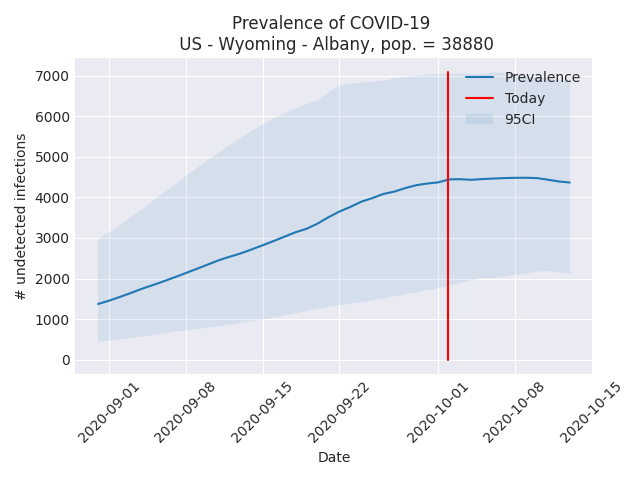 Prevalence of COVID-19
US - Wyoming - Albany, pop. = 38880
7000
6000
5000
4000
3000
2000
1000
0
# undetected infections
Prevalence
Today
95CI
2020-09-01
2020-09-08
2020-09-15
2020-09-22
2020-10-01
2020-10-08
2020-10-15
Date